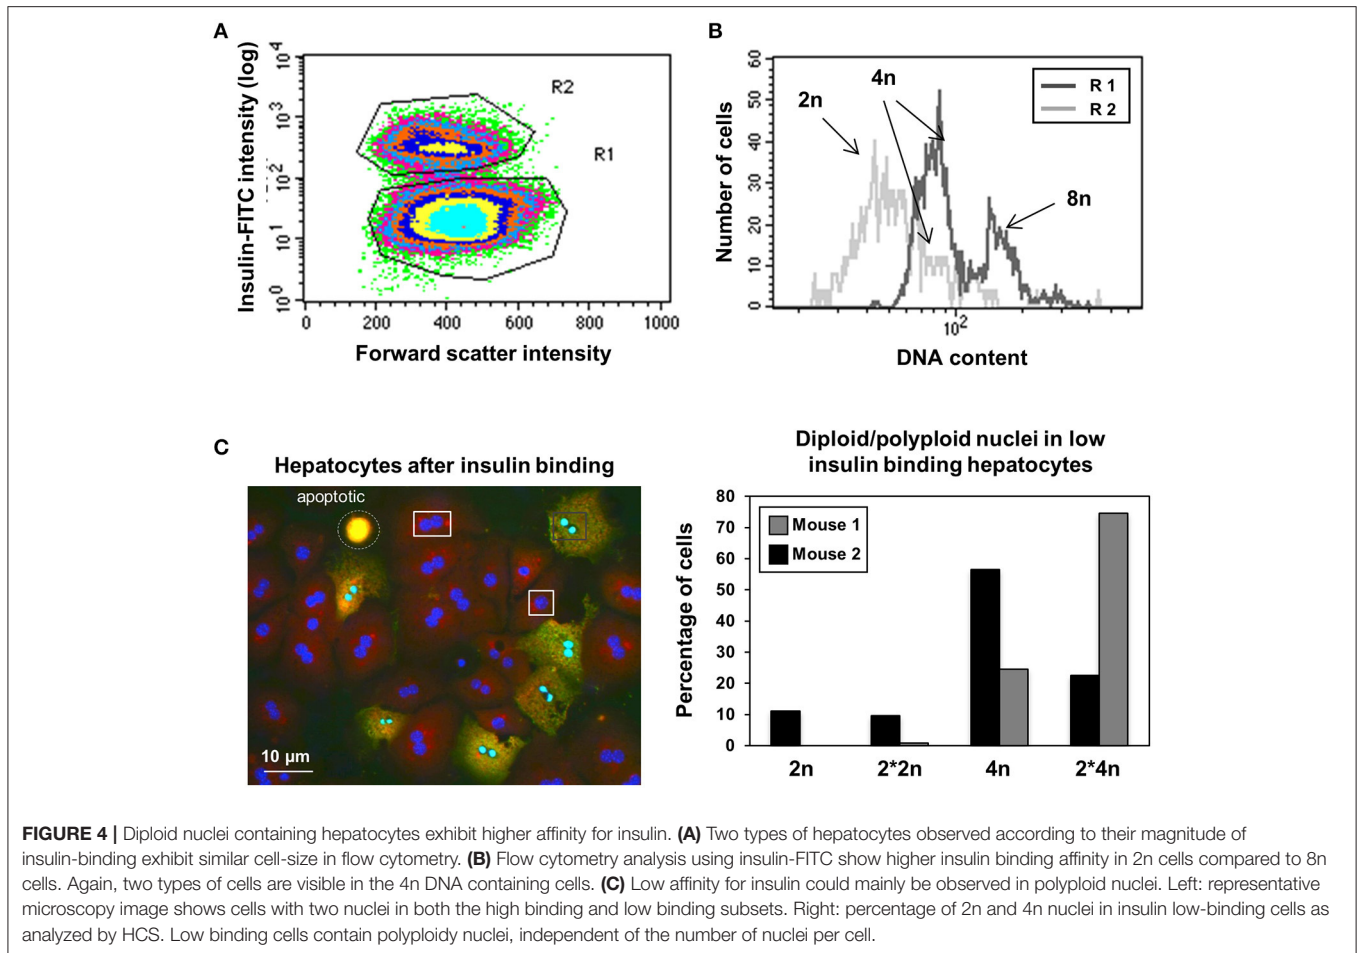 A
Insulin-FITC intensity (log)
10^4
10^3
10^2
10^1
10^0
R2
R1
0 200 400 600 800 1000
Forward scatter intensity
B
Number of cells
60
50
40
30
20
10
0
2n
4n
8n
R 1
R 2
10^2
DNA content
C
Hepatocytes after insulin binding
apoptotic
10 µm
Diploid/polyploid nuclei in low
insulin binding hepatocytes
Percentage of cells
80
70
60
50
40
30
20
10
0
Mouse 1
Mouse 2
2n 2*2n 4n 2*4n
FIGURE 4 | Diploid nuclei containing hepatocytes exhibit higher affinity for insulin. (A) Two types of hepatocytes observed according to their magnitude of
insulin-binding exhibit similar cell-size in flow cytometry. (B) Flow cytometry analysis using insulin-FITC show higher insulin binding affinity in 2n cells compared to 8n
cells. Again, two types of cells are visible in the 4n DNA containing cells. (C) Low affinity for insulin could mainly be observed in polyploid nuclei. Left: representative
microscopy image shows cells with two nuclei in both the high binding and low binding subsets. Right: percentage of 2n and 4n nuclei in insulin low-binding cells as
analyzed by HCS. Low binding cells contain polyploidy nuclei, independent of the number of nuclei per cell.